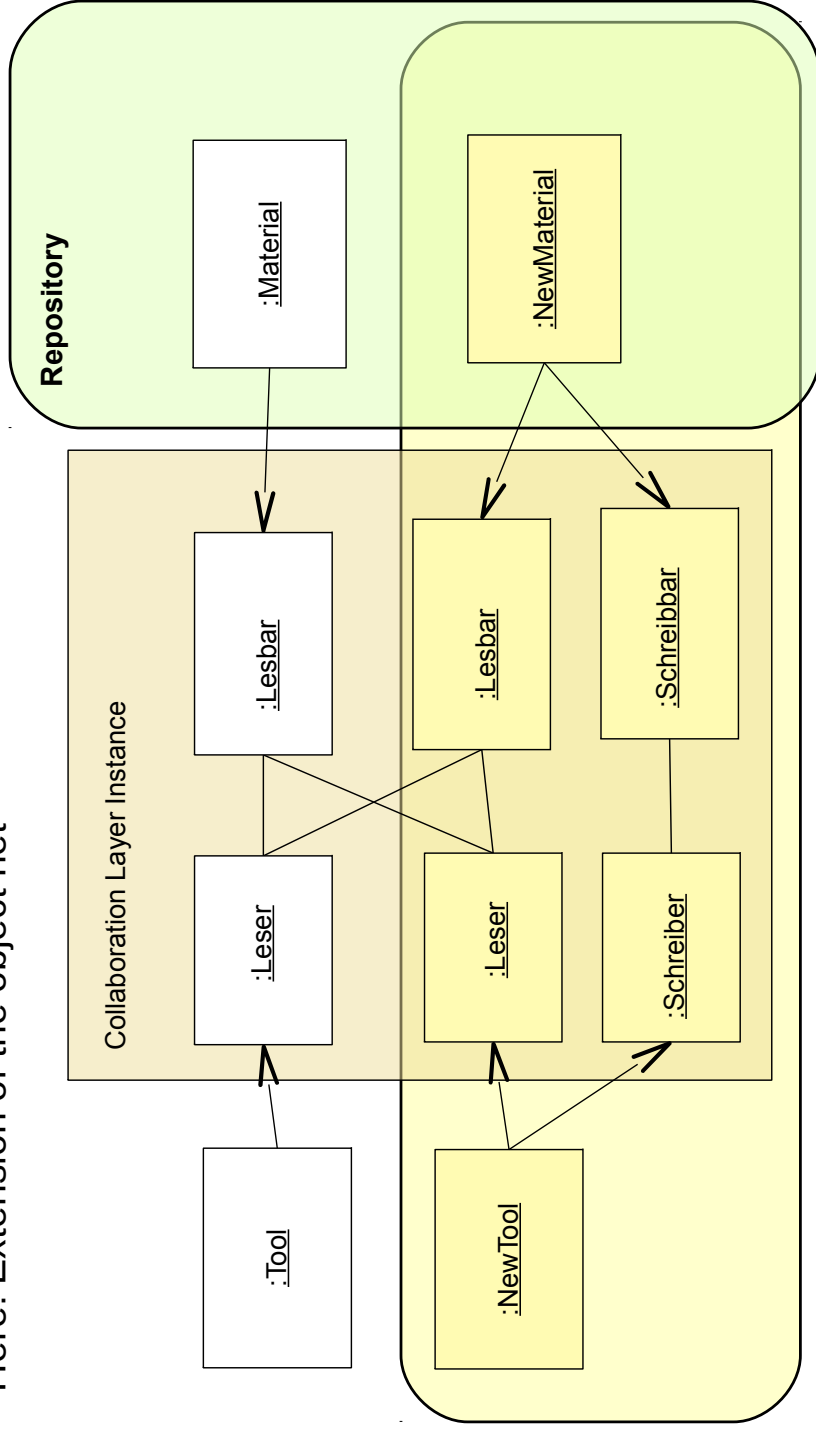 Here: Extension of the object net
Repository
Collaboration Layer Instance
:Tool
:Leser
:Lesbar
:Material
:NewTool
:Leser
:Lesbar
:NewMaterial
:Schreiber
:Schreibbar